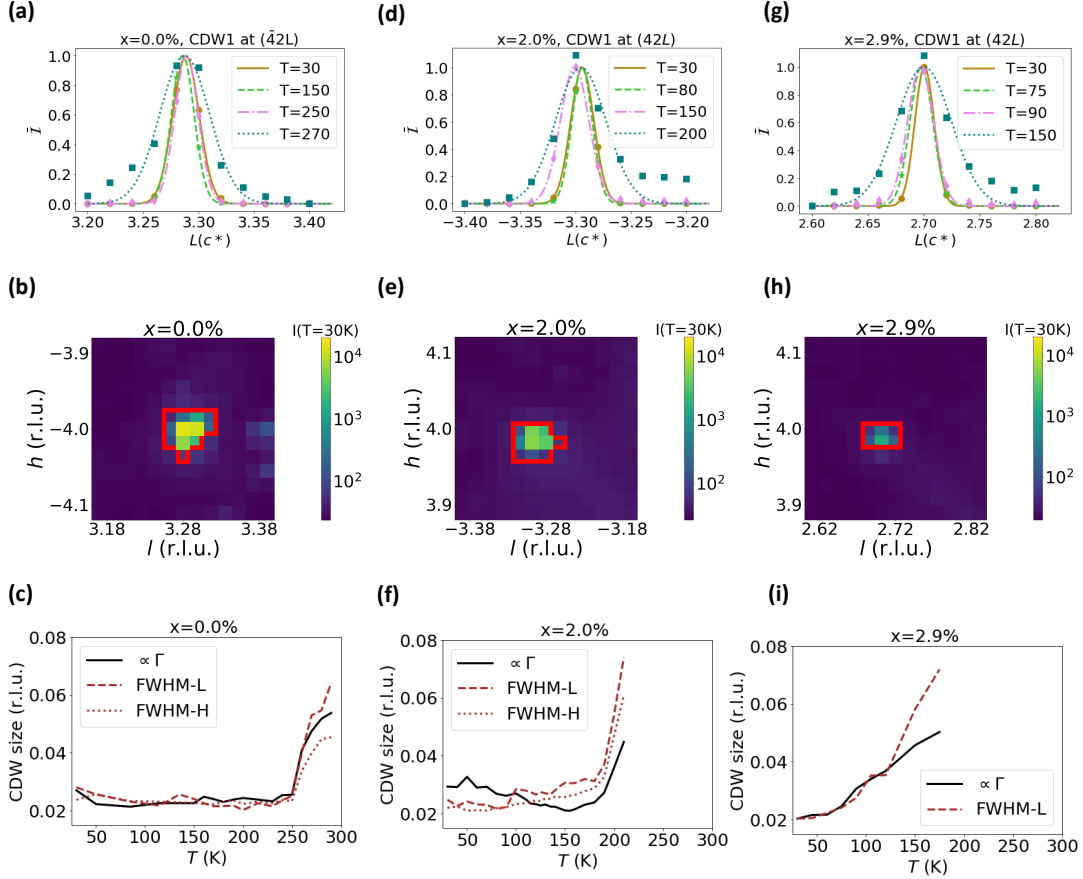 (a)
x=0.0%, CDW1 at (4̄2L)
1.0
0.8
0.6
0.4
0.2
0.0
Ī
T=30
T=150
T=250
T=270
3.20 3.25 3.30 3.35 3.40
L(c*)
(d)
x=2.0%, CDW1 at (42L)
1.0
0.8
0.6
0.4
0.2
0.0
Ī
T=30
T=80
T=150
T=200
−3.40 −3.35 −3.30 −3.25 −3.20
L(c*)
(g)
x=2.9%, CDW1 at (42L)
1.0
0.8
0.6
0.4
0.2
0.0
Ī
T=30
T=75
T=90
T=150
2.60 2.65 2.70 2.75 2.80
L(c*)
(b)
x=0.0%
I(T=30K)
−3.9
−4.0
−4.1
h (r.l.u.)
3.18 3.28 3.38
l (r.l.u.)
10⁴
10³
10²
(e)
x=2.0%
I(T=30K)
4.1
4.0
3.9
h (r.l.u.)
−3.38 −3.28 −3.18
l (r.l.u.)
10⁴
10³
10²
(h)
x=2.9%
I(T=30K)
4.1
4.0
3.9
h (r.l.u.)
2.62 2.72 2.82
l (r.l.u.)
10⁴
10³
10²
(c)
x=0.0%
0.08
0.06
0.04
0.02
0.00
CDW size (r.l.u.)
∝ Γ
FWHM-L
FWHM-H
50 100 150 200 250 300
T (K)
(f)
x=2.0%
0.08
0.06
0.04
0.02
0.00
CDW size (r.l.u.)
∝ Γ
FWHM-L
FWHM-H
50 100 150 200 250 300
T (K)
(i)
x=2.9%
0.08
0.06
0.04
0.02
CDW size (r.l.u.)
∝ Γ
FWHM-L
50 100 150 200 250 300
T (K)